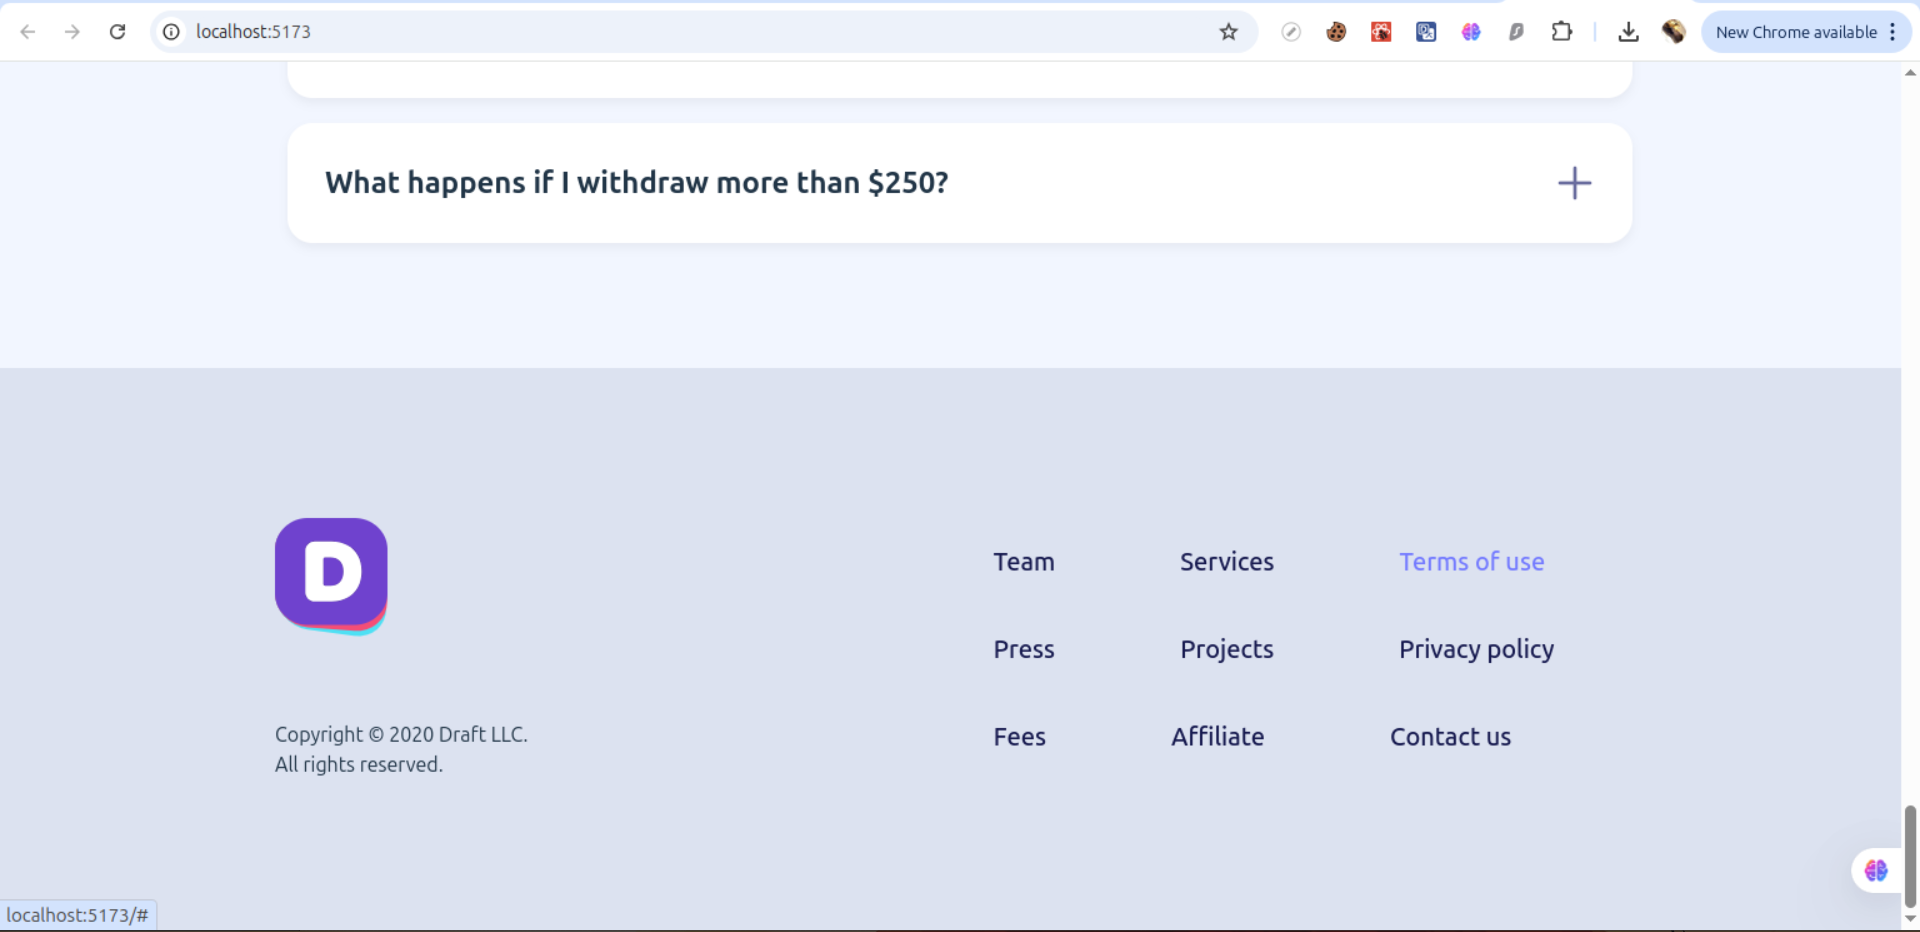 localhost:5173
New Chrome available
What happens if I withdraw more than $250?
D
Team Services Terms of use
Press Projects Privacy policy
Fees Affiliate Contact us
Copyright © 2020 Draft LLC.
All rights reserved.
localhost:5173/#